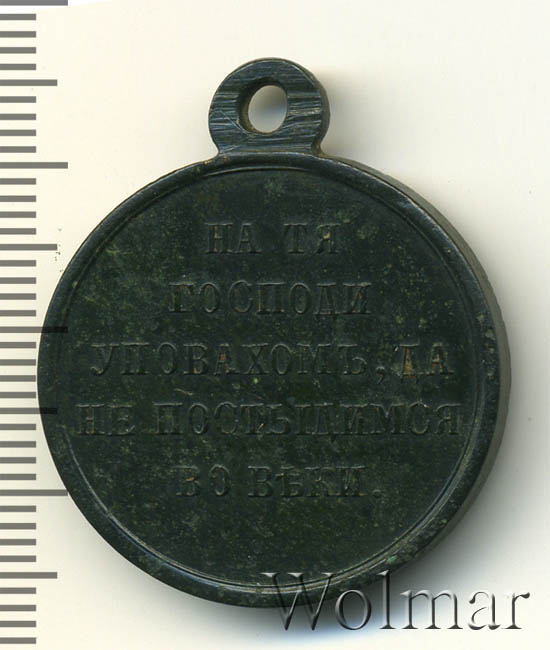 НА ТЯ
ГОСПОДИ
УПОВАХОМЪ, ДА
НЕ ПОСТЫДИМСЯ
ВО ВѢКИ.
Wolmar